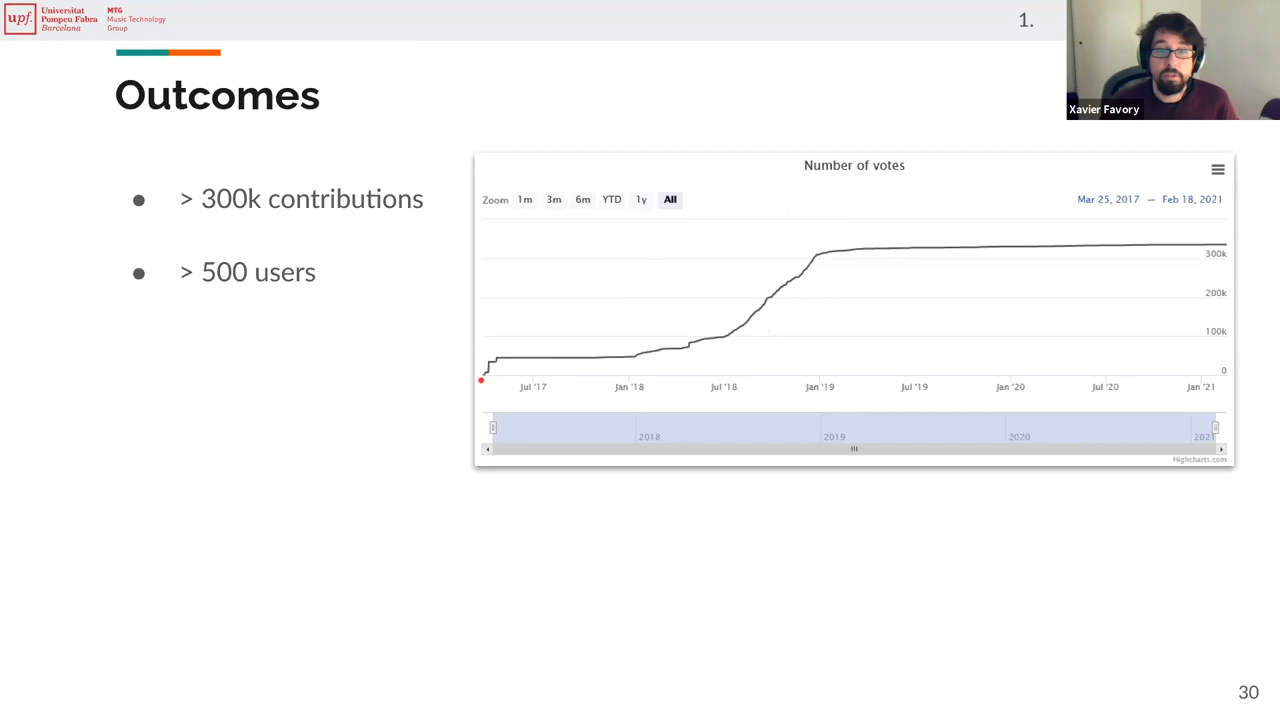 upf.
Universitat
Pompeu Fabra
Barcelona
MTG
Music Technology
Group
1.
Xavier Favory
Outcomes
● > 300k contributions
● > 500 users
Number of votes
Zoom 1m 3m 6m YTD 1y All
Mar 25, 2017 → Feb 18, 2021
300k
200k
100k
0
Jul '17 Jan '18 Jul '18 Jan '19 Jul '19 Jan '20 Jul '20 Jan '21
2018 2019 2020 2021
Highcharts.com
30